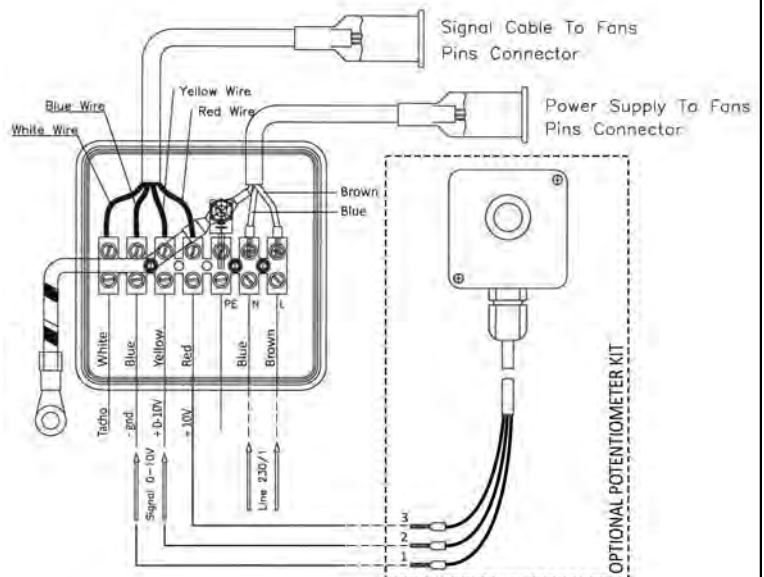 Signal Cable To Fans
Pins Connector
Yellow Wire
Blue Wire
Red Wire
White Wire
Power Supply To Fans
Pins Connector
Brown
Blue
PE N L
White
Blue
Yellow
Red
Blue
Brown
Tacho
-gnd
+0-10V
+10V
Signal 0-10V
Line 230/1
3
2
1
OPTIONAL POTENTIOMETER KIT